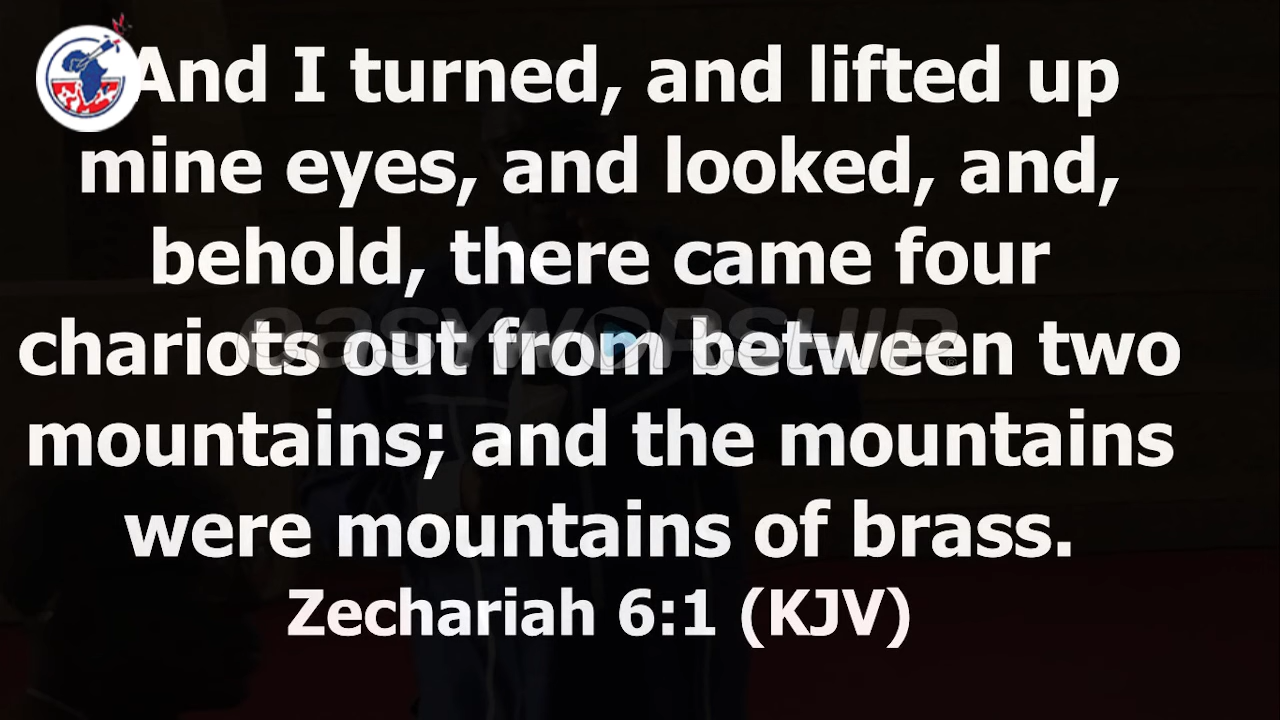 And I turned, and lifted up
mine eyes, and looked, and,
behold, there came four
chariots out from between two
mountains; and the mountains
were mountains of brass.
Zechariah 6:1 (KJV)
easyworship